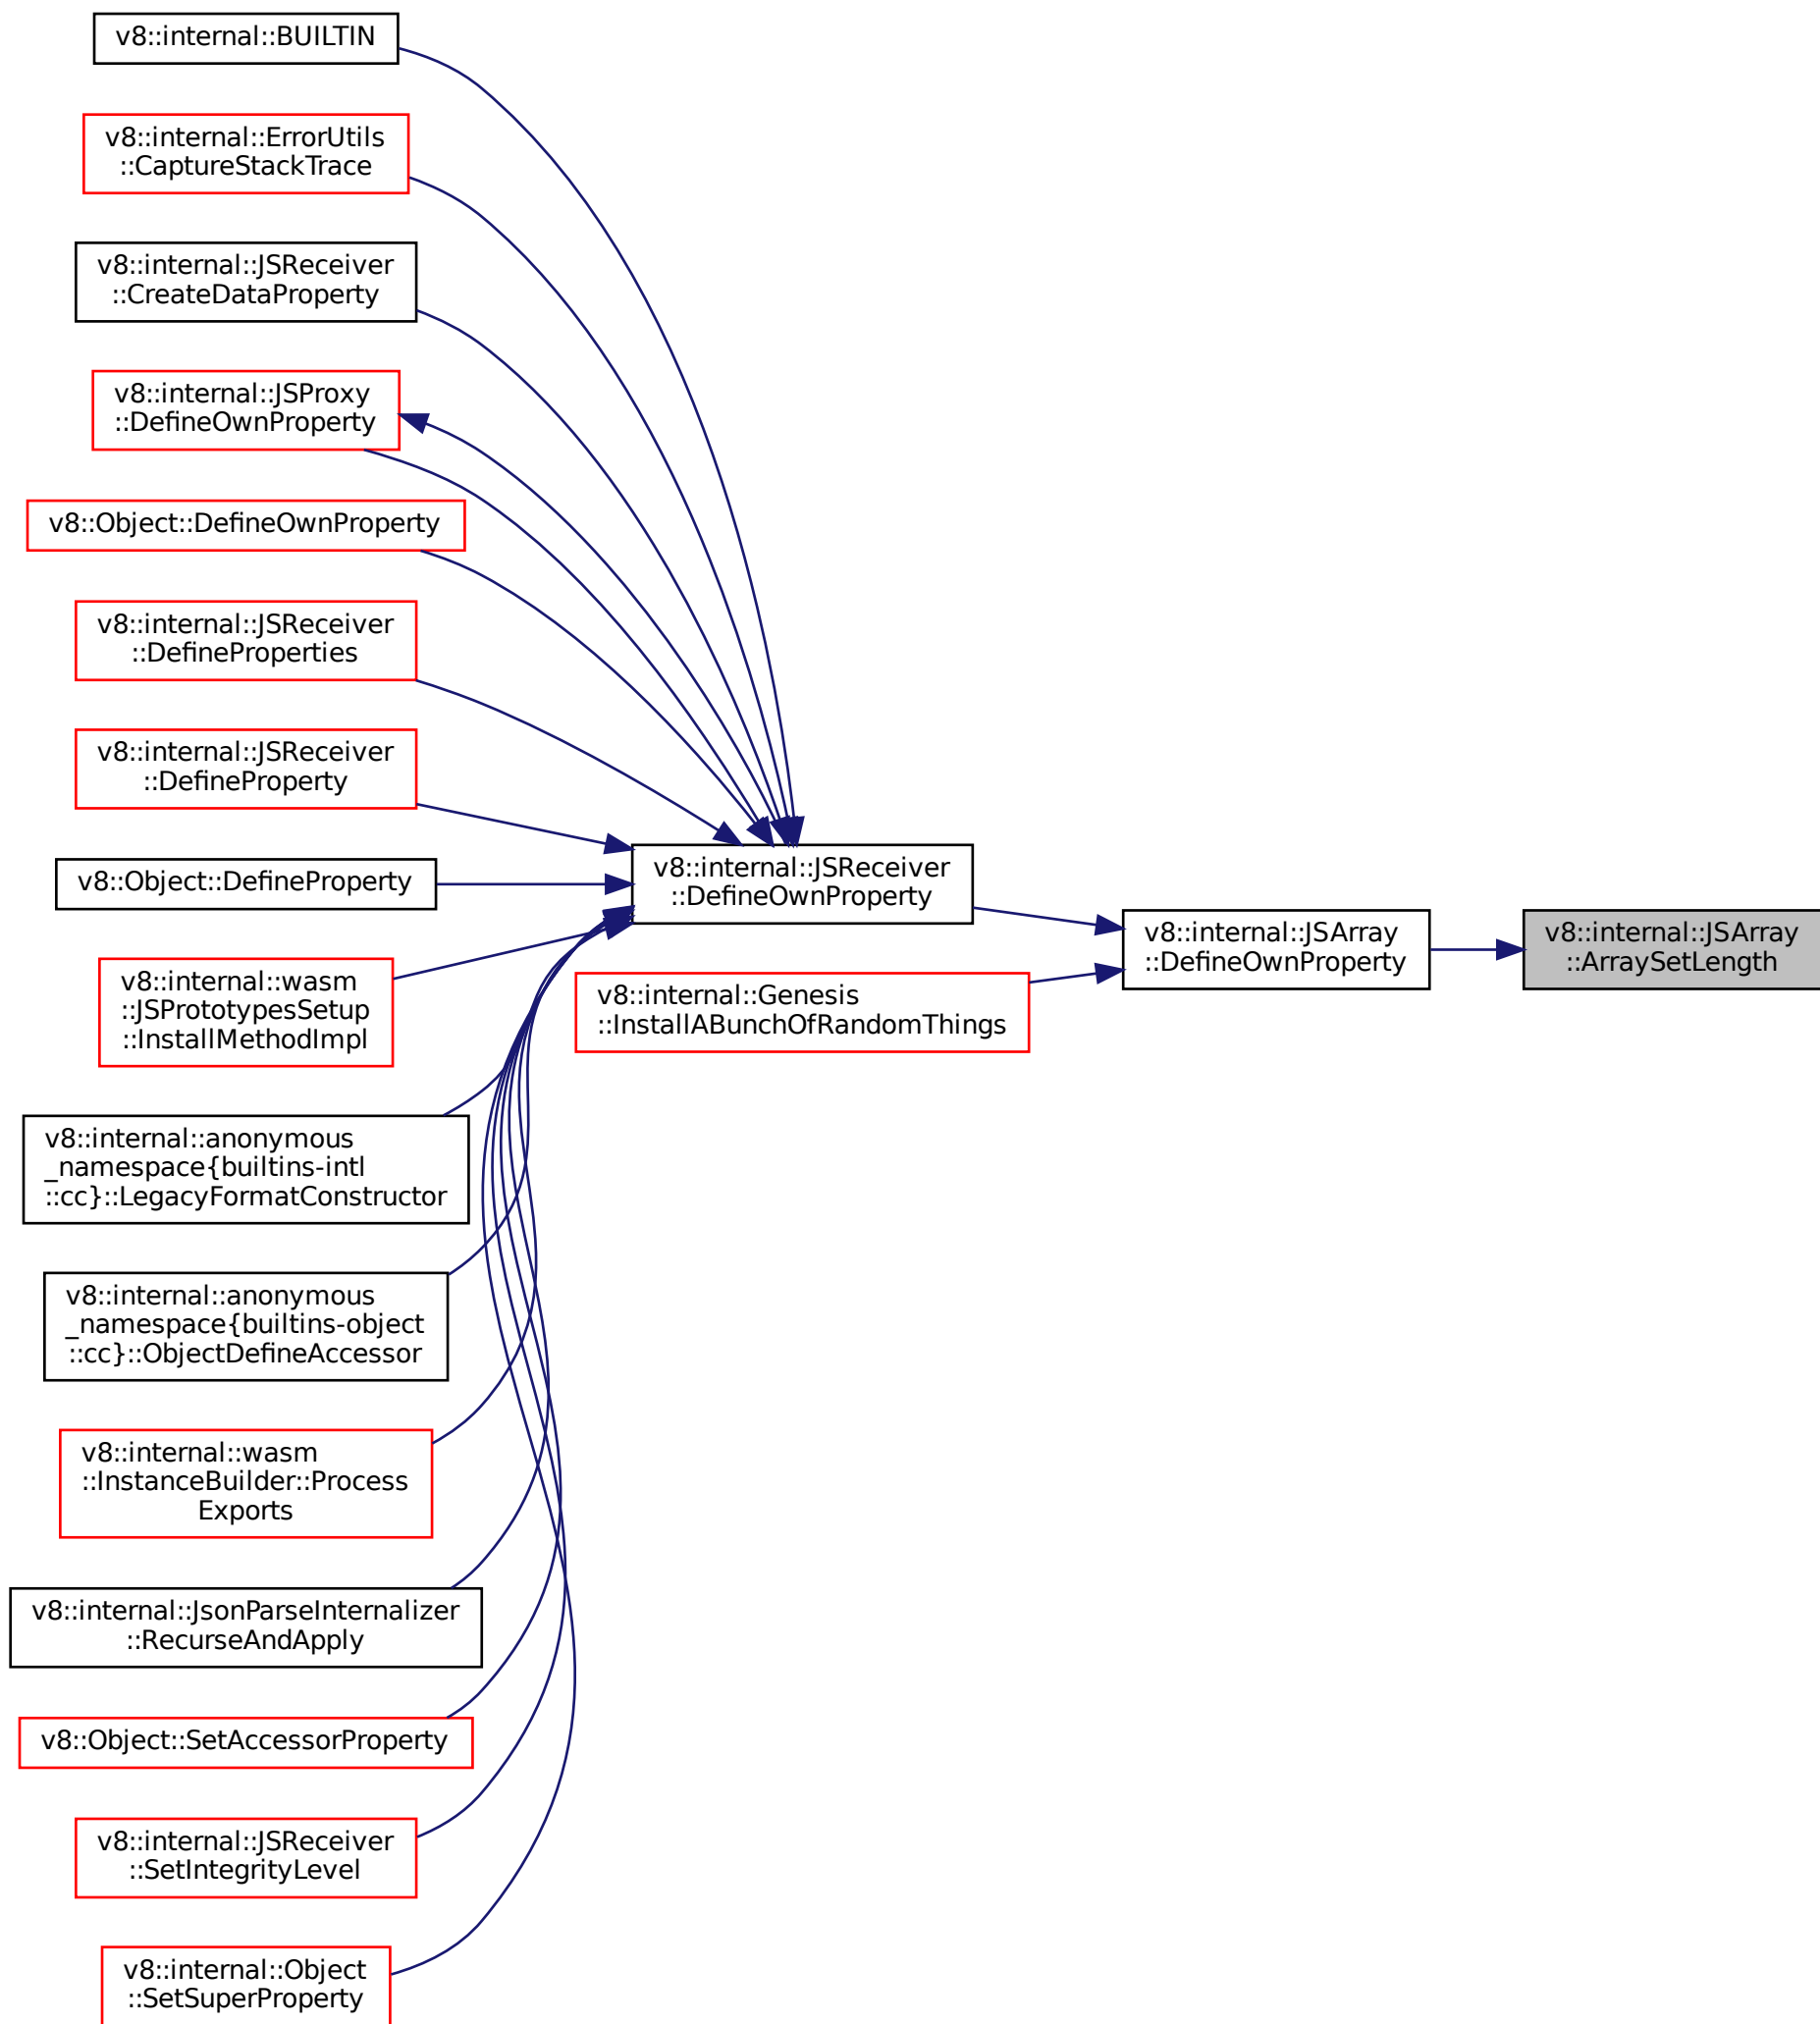 v8::internal::BUILTIN
v8::internal::ErrorUtils
::CaptureStackTrace
v8::internal::JSReceiver
::CreateDataProperty
v8::internal::JSProxy
::DefineOwnProperty
v8::Object::DefineOwnProperty
v8::internal::JSReceiver
::DefineProperties
v8::internal::JSReceiver
::DefineProperty
v8::Object::DefineProperty
v8::internal::wasm
::JSPrototypesSetup
::InstallMethodImpl
v8::internal::anonymous
_namespace{builtins-intl
::cc}::LegacyFormatConstructor
v8::internal::anonymous
_namespace{builtins-object
::cc}::ObjectDefineAccessor
v8::internal::wasm
::InstanceBuilder::Process
Exports
v8::internal::JsonParseInternalizer
::RecurseAndApply
v8::Object::SetAccessorProperty
v8::internal::JSReceiver
::SetIntegrityLevel
v8::internal::Object
::SetSuperProperty
v8::internal::JSReceiver
::DefineOwnProperty
v8::internal::Genesis
::InstallABunchOfRandomThings
v8::internal::JSArray
::DefineOwnProperty
v8::internal::JSArray
::ArraySetLength